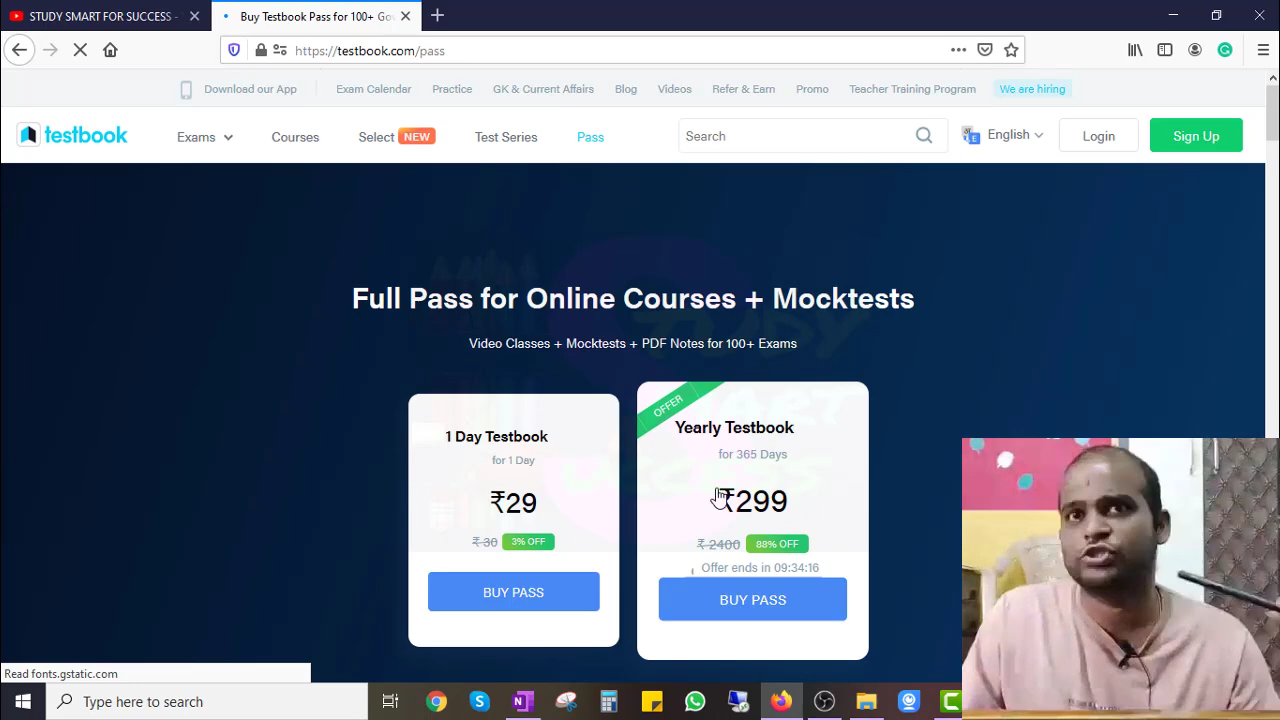 STUDY SMART FOR SUCCESS -
Buy Testbook Pass for 100+ Go
https://testbook.com/pass
Download our App
Exam Calendar
Practice
GK & Current Affairs
Blog
Videos
Refer & Earn
Promo
Teacher Training Program
We are hiring
testbook
Exams
Courses
Select NEW
Test Series
Pass
Search
English
Login
Sign Up
Full Pass for Online Courses + Mocktests
Video Classes + Mocktests + PDF Notes for 100+ Exams
1 Day Testbook
for 1 Day
₹29
₹ 30 3% OFF
BUY PASS
OFFER
Yearly Testbook
for 365 Days
₹299
₹ 2400 88% OFF
Offer ends in 09:34:16
BUY PASS
Read fonts.gstatic.com
Type here to search